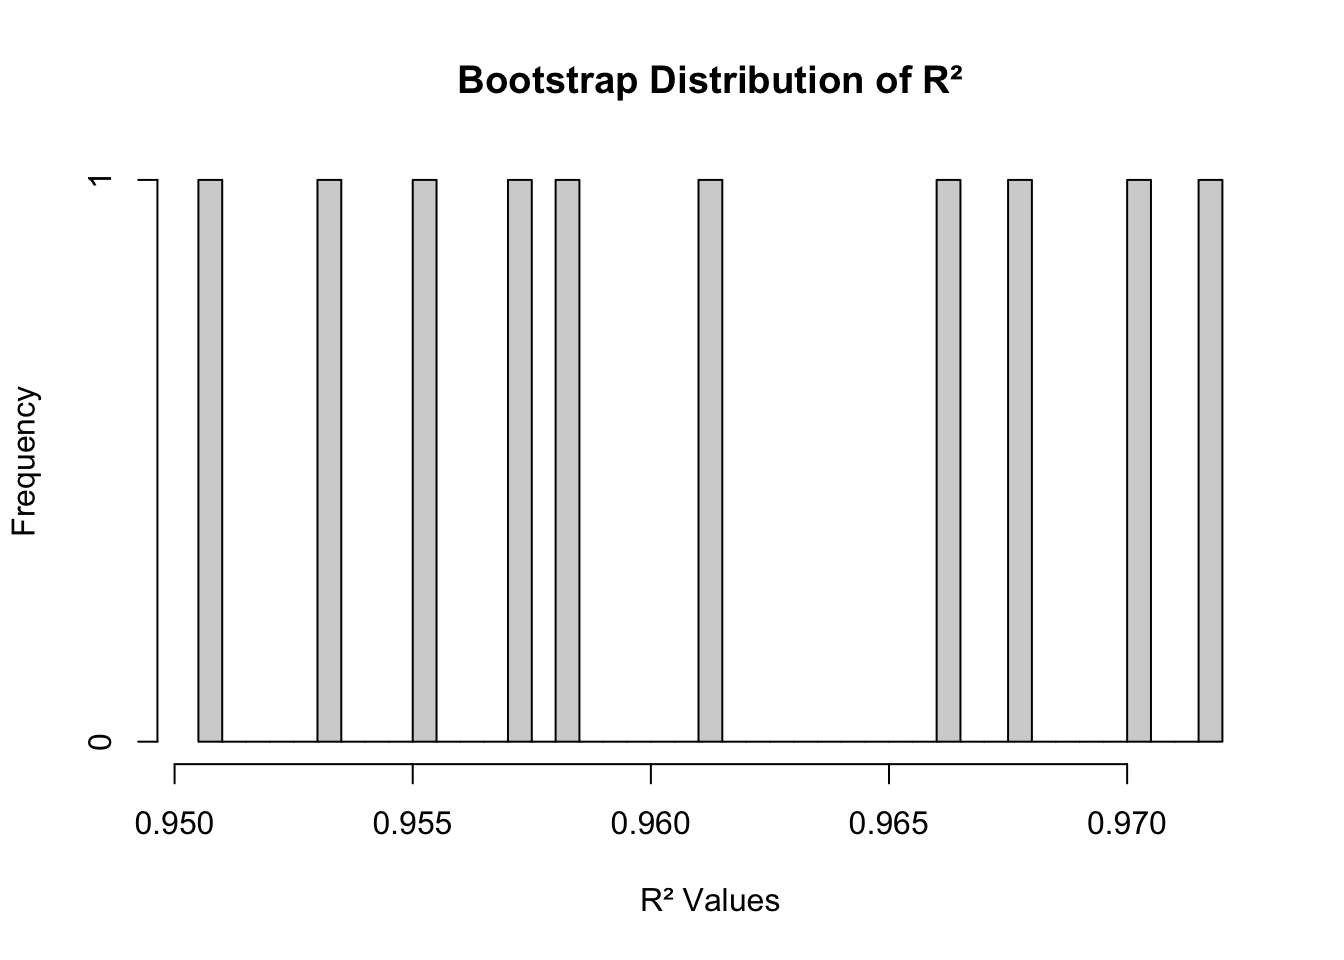 Bootstrap Distribution of R²
1
Frequency
0
0.950 0.955 0.960 0.965 0.970
R² Values